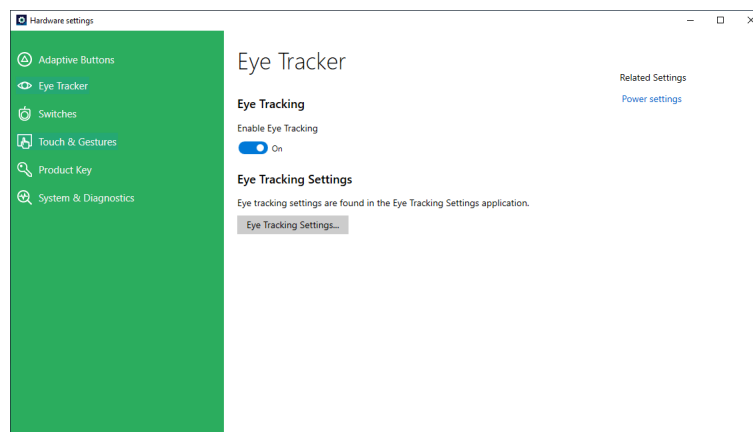 Hardware settings
Adaptive Buttons
Eye Tracker
Switches
Touch & Gestures
Product Key
System & Diagnostics
Eye Tracker
Eye Tracking
Enable Eye Tracking
On
Eye Tracking Settings
Eye tracking settings are found in the Eye Tracking Settings application.
Eye Tracking Settings...
Related Settings
Power settings